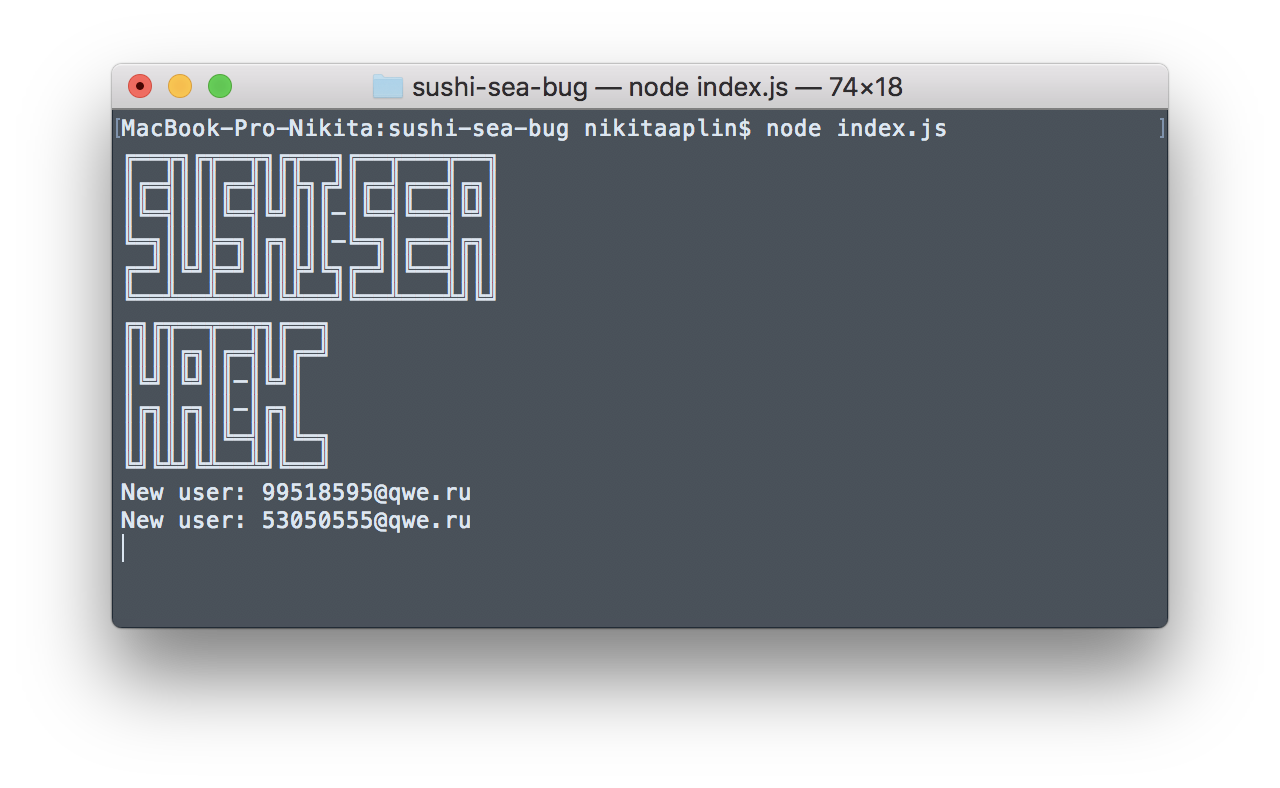 sushi-sea-bug — node index.js — 74×18
[MacBook-Pro-Nikita:sushi-sea-bug nikitaaplin$ node index.js ]
SUSHI-SEA
HACK
New user: 99518595@qwe.ru
New user: 53050555@qwe.ru